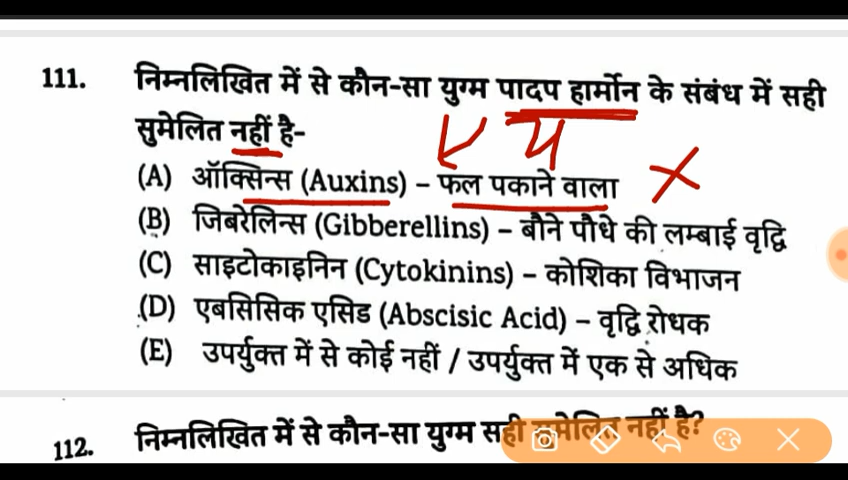 111. निम्नलिखित में से कौन-सा युग्म पादप हार्मोन के संबंध में सही
सुमेलित नहीं है-
(A) ऑक्सिन्स (Auxins) – फल पकाने वाला
(B) जिबरेलिन्स (Gibberellins) – बौने पौधे की लम्बाई वृद्धि
(C) साइटोकाइनिन (Cytokinins) – कोशिका विभाजन
(D) एबसिसिक एसिड (Abscisic Acid) – वृद्धि रोधक
(E) उपर्युक्त में से कोई नहीं / उपर्युक्त में एक से अधिक
112. निम्नलिखित में से कौन-सा युग्म सही सुमेलित नहीं है?